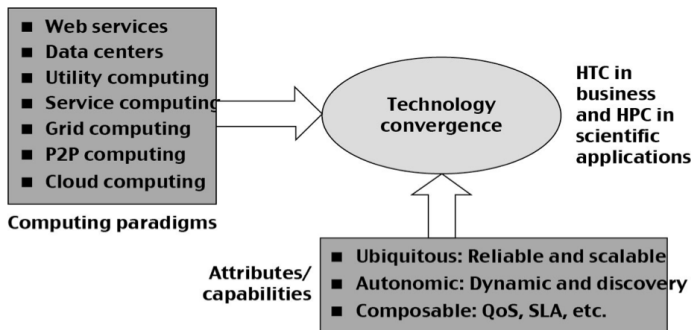 Web services
Data centers
Utility computing
Service computing
Grid computing
P2P computing
Cloud computing
Computing paradigms
Technology
convergence
HTC in
business
and HPC in
scientific
applications
Attributes/
capabilities
Ubiquitous: Reliable and scalable
Autonomic: Dynamic and discovery
Composable: QoS, SLA, etc.